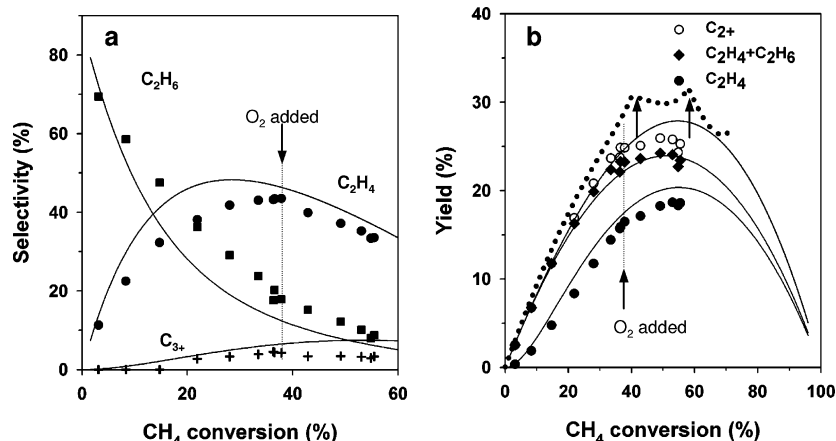 a
C₂H₆
O₂ added
C₂H₄
C₃₊
Selectivity (%)
80
60
40
20
0
0
20
40
60
CH₄ conversion (%)
b
C₂₊
C₂H₄+C₂H₆
C₂H₄
O₂ added
Yield (%)
40
30
20
10
0
0
20
40
60
80
100
CH₄ conversion (%)